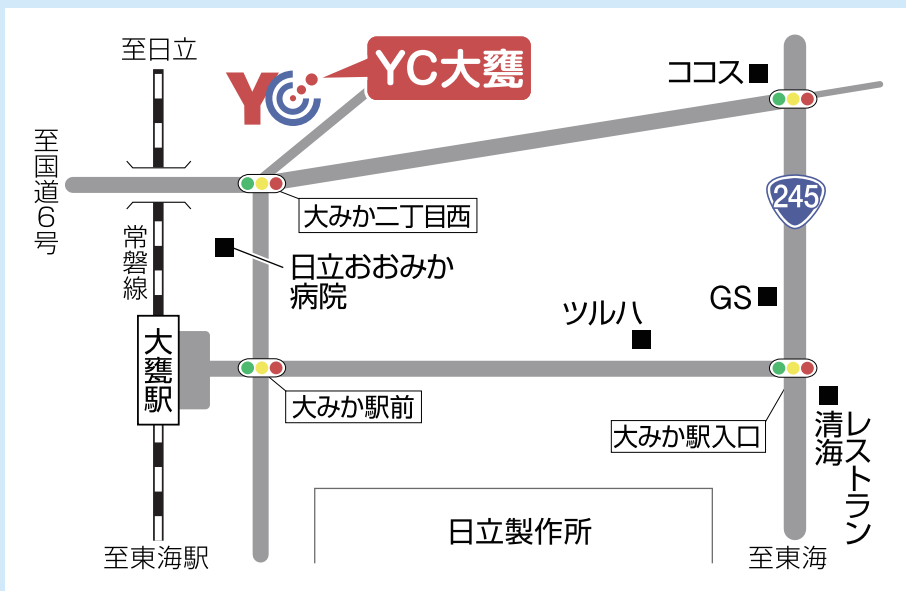 至日立
YC
YC大甕
ココス
至国道6号
245
大みか二丁目西
常磐線
日立おおみか
病院
ツルハ
GS
大甕駅
大みか駅前
大みか駅入口
レストラン
清海
日立製作所
至東海駅
至東海